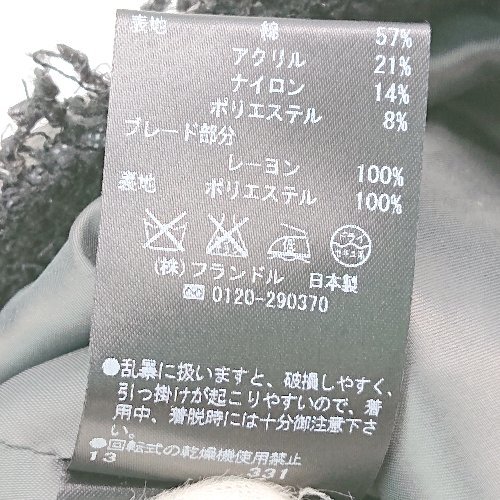 表地 綿 57%
アクリル 21%
ナイロン 14%
ポリエステル 8%
ブレード部分
レーヨン 100%
表地 ポリエステル 100%
低 ドライ
(株)フランドル 日本製
0120-290370
●乱暴に扱いますと、破損しやすく、
引っ掛けが起こりやすいので、着
用中、着脱時には十分御注意下さ
い。
●回転式の乾燥機使用禁止
13 331